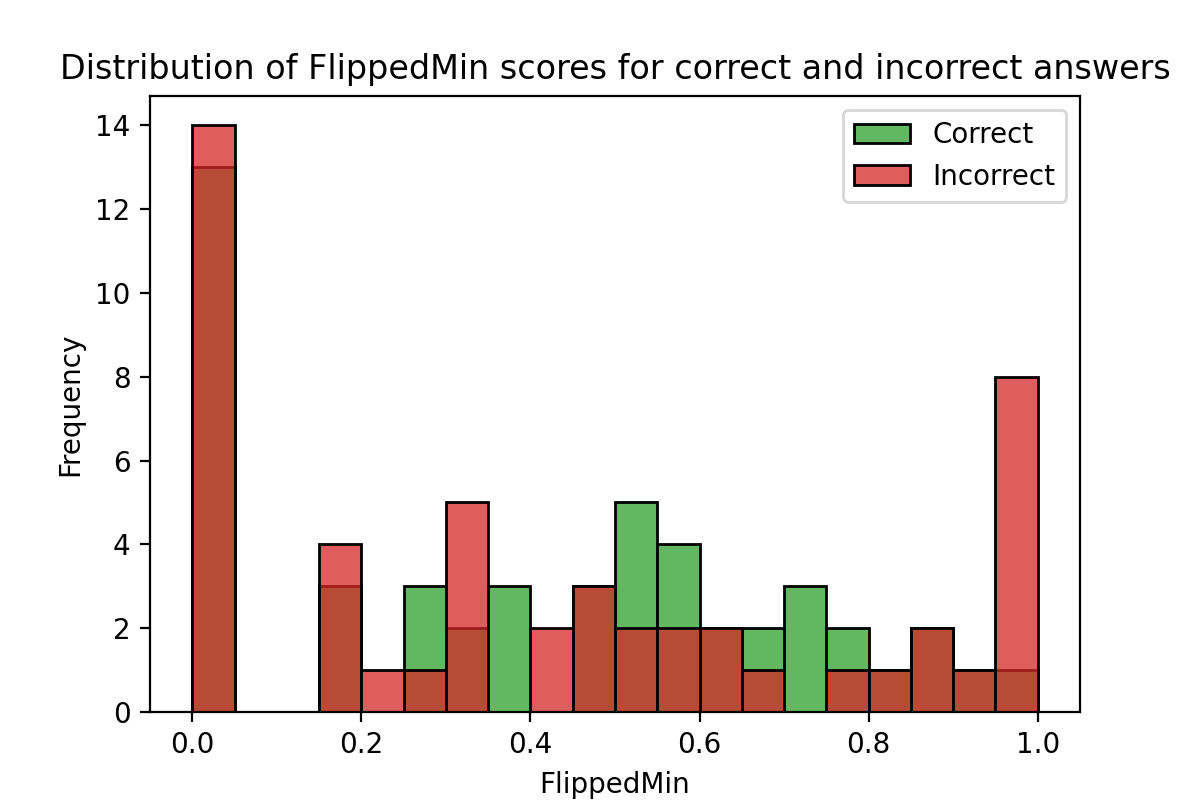 Distribution of FlippedMin scores for correct and incorrect answers
Correct
Incorrect
Frequency
14
12
10
8
6
4
2
0
0.0 0.2 0.4 0.6 0.8 1.0
FlippedMin